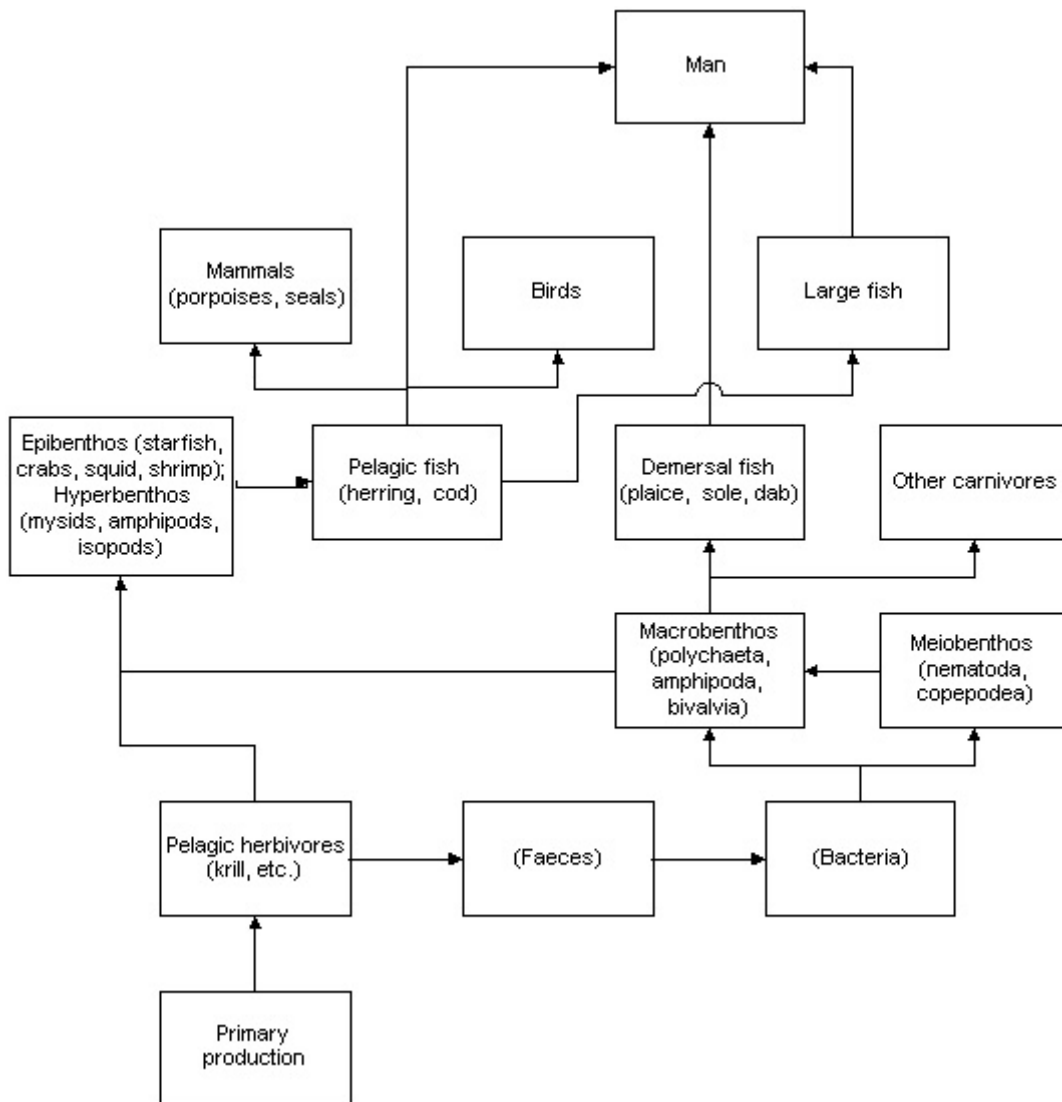 Man
Mammals
(porpoises, seals)
Birds
Large fish
Epibenthos (starfish,
crabs, squid, shrimp);
Hyperbenthos
(mysids, amphipods,
isopods)
Pelagic fish
(herring, cod)
Demersal fish
(plaice, sole, dab)
Other carnivores
Macrobenthos
(polychaeta,
amphipoda,
bivalvia)
Meiobenthos
(nematoda,
copepodea)
Pelagic herbivores
(krill, etc.)
(Faeces)
(Bacteria)
Primary
production